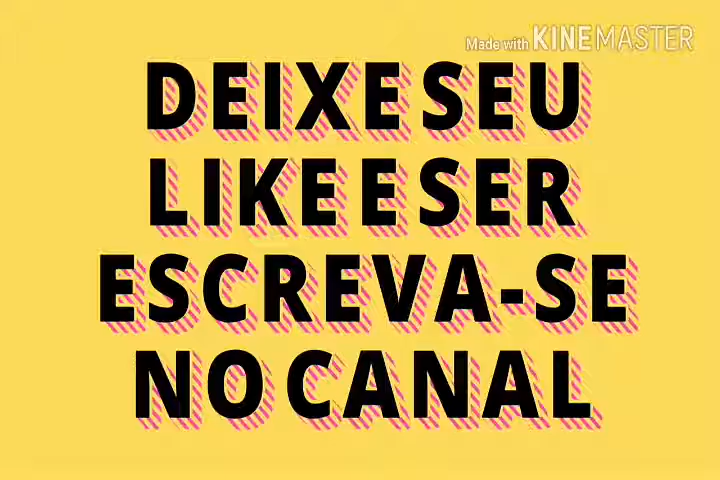 Made with KINEMASTER
DEIXE SEU
LIKE E SER
ESCREVA-SE
NO CANAL